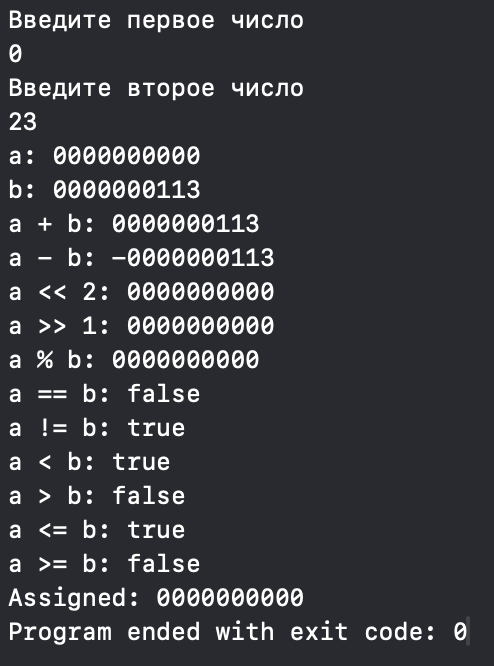 Введите первое число
0
Введите второе число
23
a: 0000000000
b: 0000000113
a + b: 0000000113
a - b: -0000000113
a << 2: 0000000000
a >> 1: 0000000000
a % b: 0000000000
a == b: false
a != b: true
a < b: true
a > b: false
a <= b: true
a >= b: false
Assigned: 0000000000
Program ended with exit code: 0